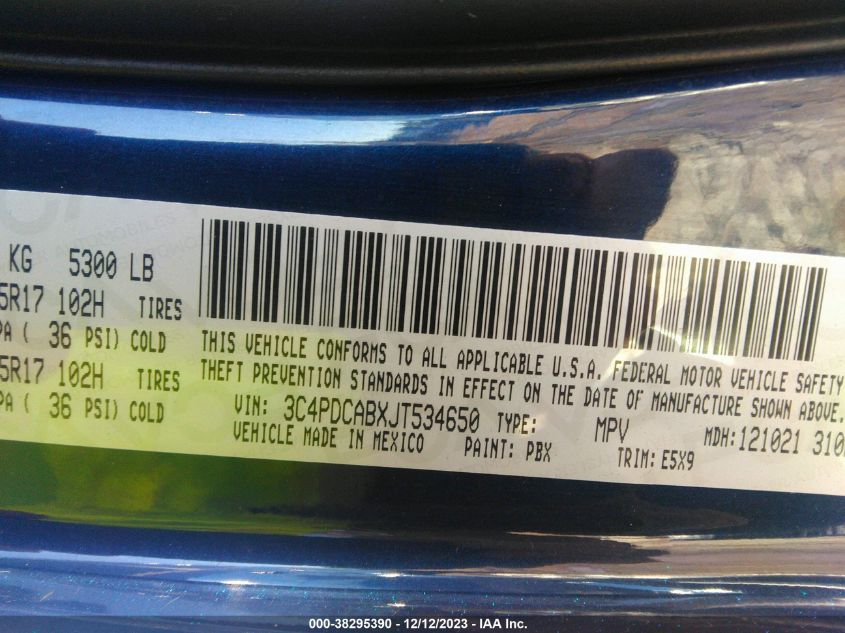 KG 5300 LB
5R17 102H TIRES
PA ( 36 PSI) COLD
5R17 102H TIRES
PA ( 36 PSI) COLD
THIS VEHICLE CONFORMS TO ALL APPLICABLE U.S.A. FEDERAL MOTOR VEHICLE SAFETY
THEFT PREVENTION STANDARDS IN EFFECT ON THE DATE OF MANUFACTURE SHOWN ABOVE.
VIN: 3C4PDCABXJT534650 TYPE: MPV MDH: 121021 310
VEHICLE MADE IN MEXICO PAINT: PBX TRIM: E5X9
000-38295390 - 12/12/2023 - IAA Inc.